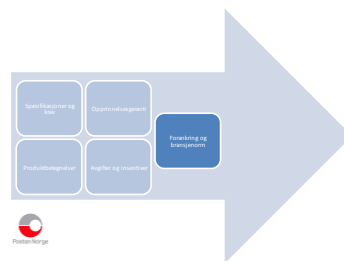 Spesifikasjoner og
krav
Opprinnelsesgaranti
Forankring og
bransjenorm
Produktbetegnelser
Avgifter og insentiver
Posten Norge